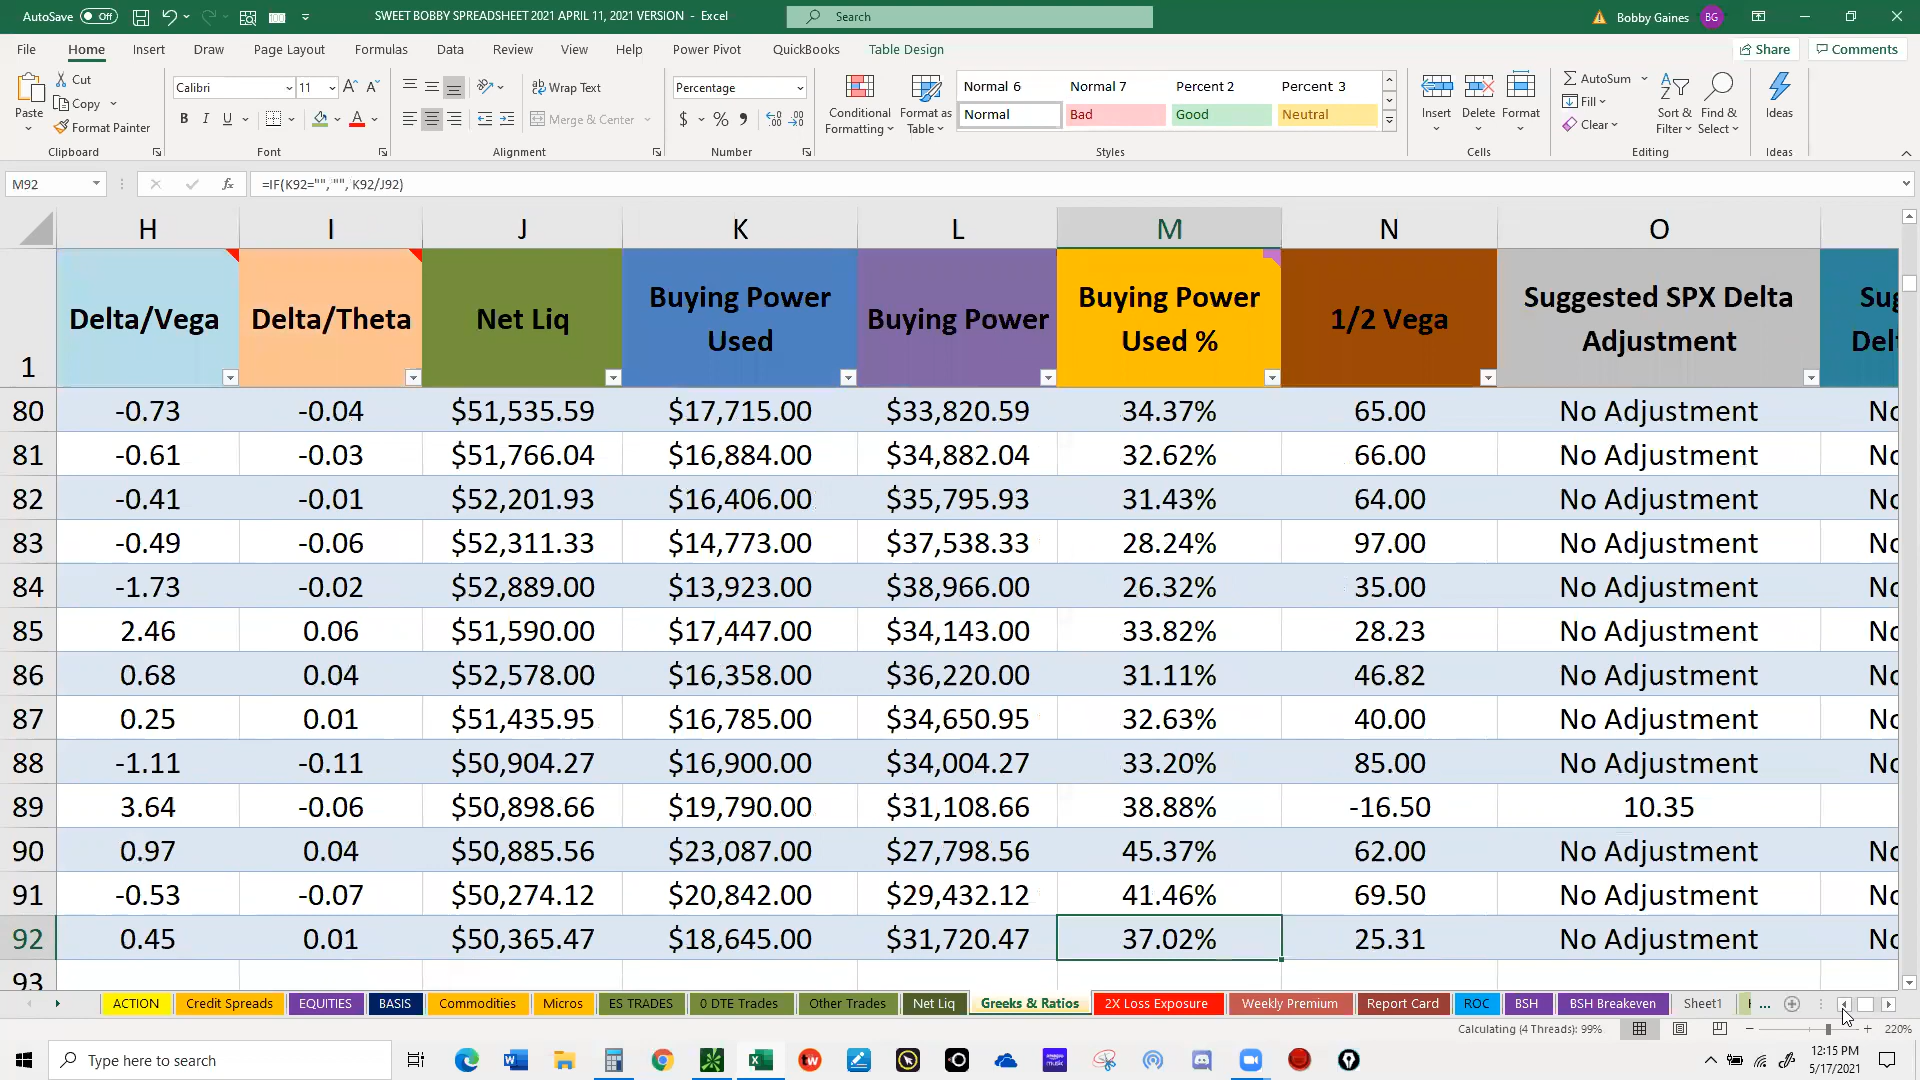 AutoSave Off SWEET BOBBY SPREADSHEET 2021 APRIL 11, 2021 VERSION - Excel Search Bobby Gaines BG
File Home Insert Draw Page Layout Formulas Data Review View Help Power Pivot QuickBooks Table Design Share Comments
Paste Cut
Copy
Format Painter
Clipboard
Calibri 11 A A
B I U A
Font
Wrap Text
Merge & Center
Alignment
Percentage
$ % 9
Number
Conditional Formatting
Format as Table
Normal 6 Normal 7 Percent 2 Percent 3
Normal Bad Good Neutral
Styles
Insert Delete Format
Cells
AutoSum
Fill
Clear
Sort & Filter
Find & Select
Editing
Ideas
Ideas
M92 fx =IF(K92="","", K92/J92)
H I J K L M N O
1 Delta/Vega Delta/Theta Net Liq Buying Power Used Buying Power Buying Power Used % 1/2 Vega Suggested SPX Delta Adjustment
80 -0.73 -0.04 $51,535.59 $17,715.00 $33,820.59 34.37% 65.00 No Adjustment
81 -0.61 -0.03 $51,766.04 $16,884.00 $34,882.04 32.62% 66.00 No Adjustment
82 -0.41 -0.01 $52,201.93 $16,406.00 $35,795.93 31.43% 64.00 No Adjustment
83 -0.49 -0.06 $52,311.33 $14,773.00 $37,538.33 28.24% 97.00 No Adjustment
84 -1.73 -0.02 $52,889.00 $13,923.00 $38,966.00 26.32% 35.00 No Adjustment
85 2.46 0.06 $51,590.00 $17,447.00 $34,143.00 33.82% 28.23 No Adjustment
86 0.68 0.04 $52,578.00 $16,358.00 $36,220.00 31.11% 46.82 No Adjustment
87 0.25 0.01 $51,435.95 $16,785.00 $34,650.95 32.63% 40.00 No Adjustment
88 -1.11 -0.11 $50,904.27 $16,900.00 $34,004.27 33.20% 85.00 No Adjustment
89 3.64 -0.06 $50,898.66 $19,790.00 $31,108.66 38.88% -16.50 10.35
90 0.97 0.04 $50,885.56 $23,087.00 $27,798.56 45.37% 62.00 No Adjustment
91 -0.53 -0.07 $50,274.12 $20,842.00 $29,432.12 41.46% 69.50 No Adjustment
92 0.45 0.01 $50,365.47 $18,645.00 $31,720.47 37.02% 25.31 No Adjustment
93
ACTION Credit Spreads EQUITIES BASIS Commodities Micros ES TRADES 0 DTE Trades Other Trades Net Liq Greeks & Ratios 2X Loss Exposure Weekly Premium Report Card ROC BSH BSH Breakeven Sheet1 ...
Calculating (4 Threads): 99% 220%
Type here to search
12:15 PM
5/17/2021